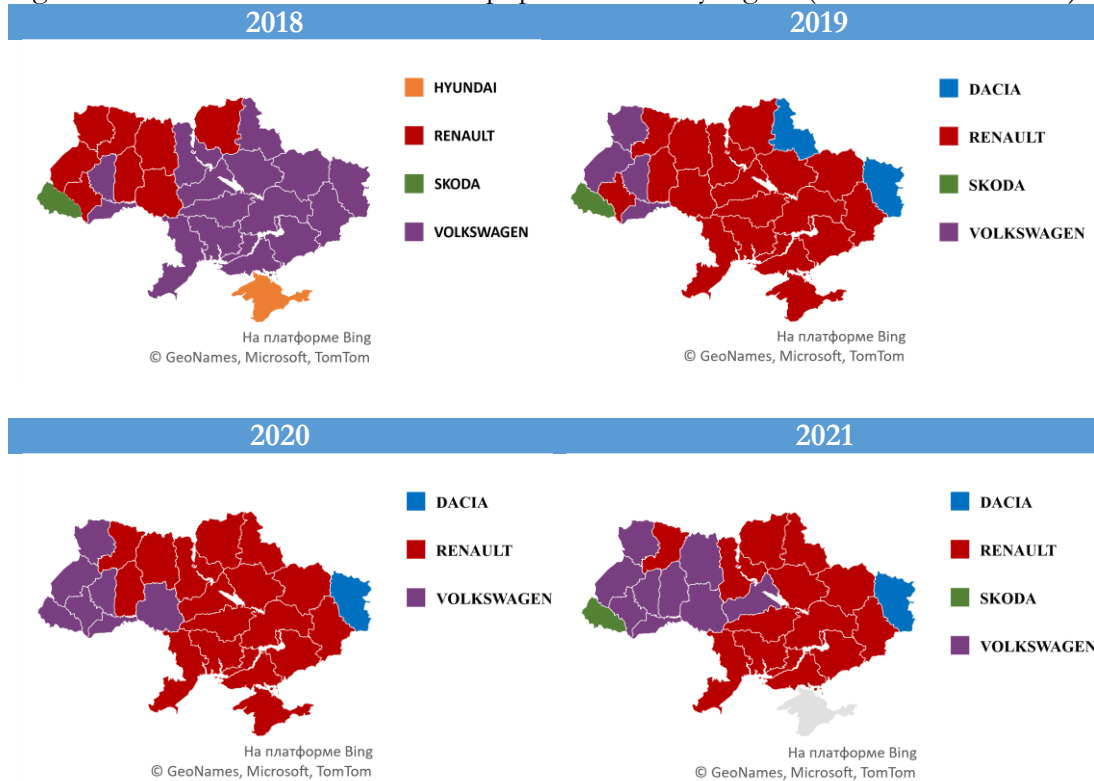 2018
2019
HYUNDAI
RENAULT
SKODA
VOLKSWAGEN
На платформе Bing
© GeoNames, Microsoft, TomTom
DACIA
RENAULT
SKODA
VOLKSWAGEN
На платформе Bing
© GeoNames, Microsoft, TomTom
2020
2021
DACIA
RENAULT
VOLKSWAGEN
На платформе Bing
© GeoNames, Microsoft, TomTom
DACIA
RENAULT
SKODA
VOLKSWAGEN
На платформе Bing
© GeoNames, Microsoft, TomTom